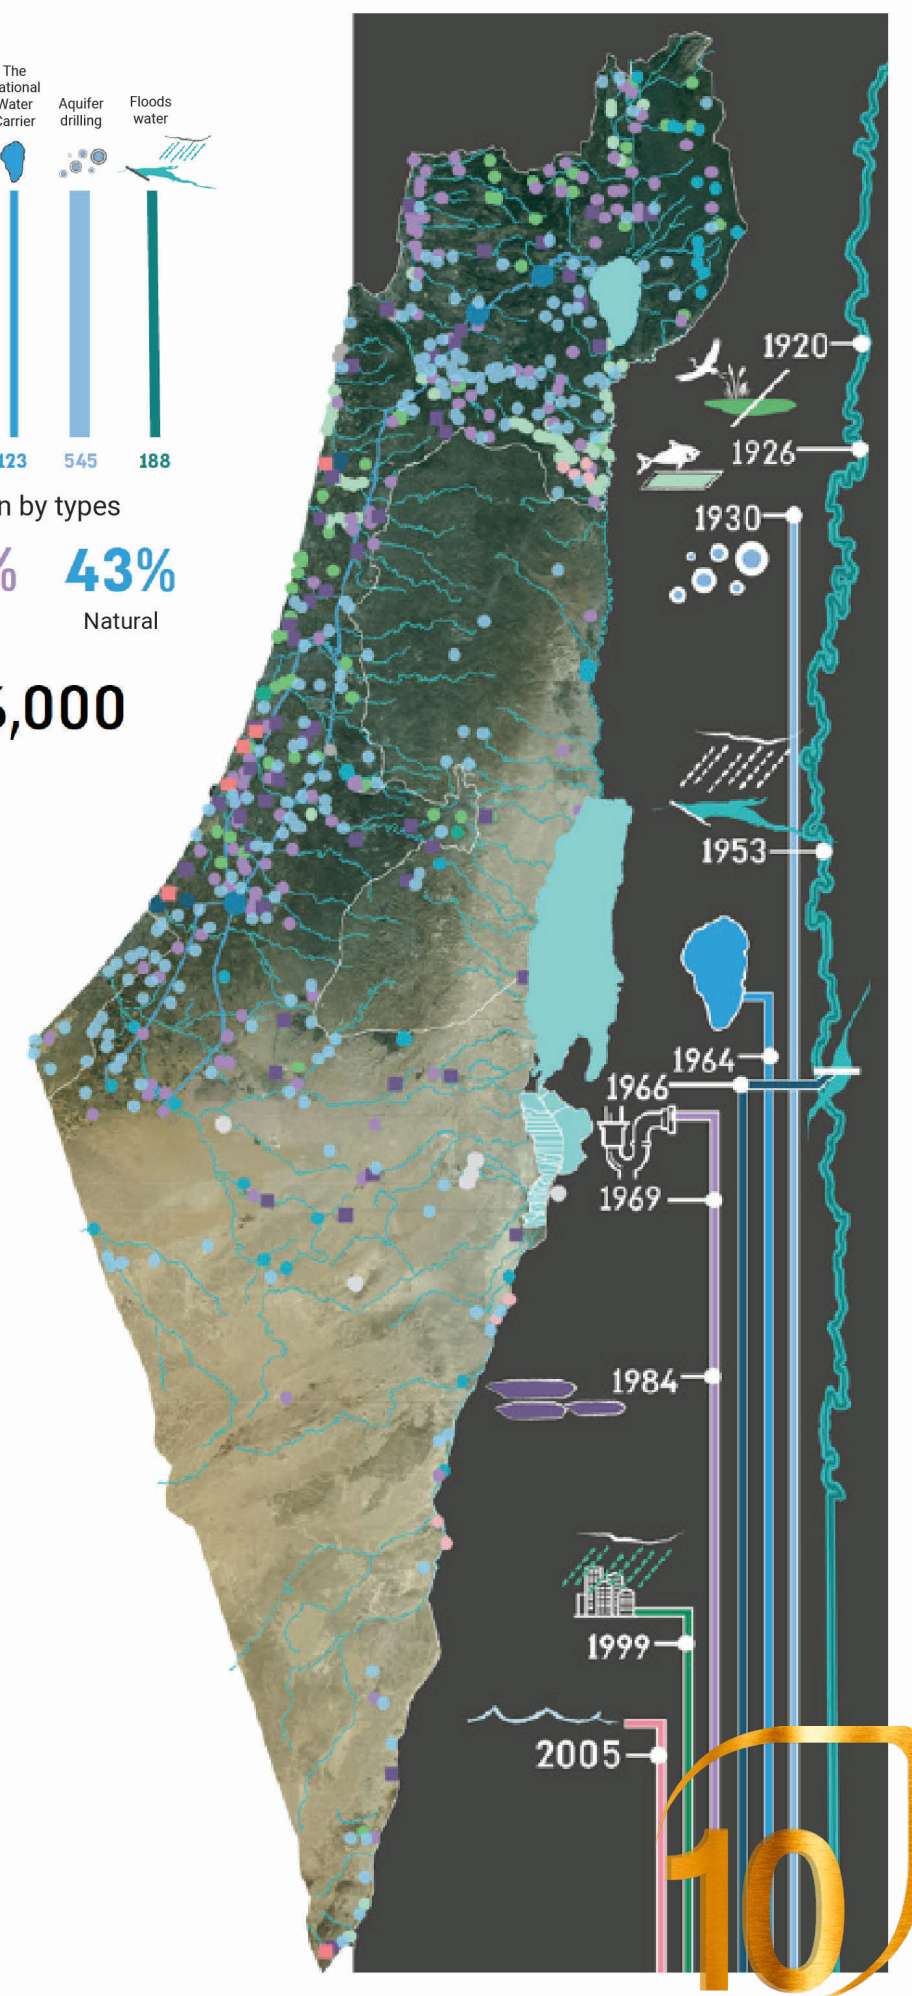 The
ational
Water
Carrier
Aquifer
drilling
Floods
water
123
545
188
n by types
%
43%
Natural
6,000
1920
1926
1930
1953
1964
1966
1969
1984
1999
2005
10